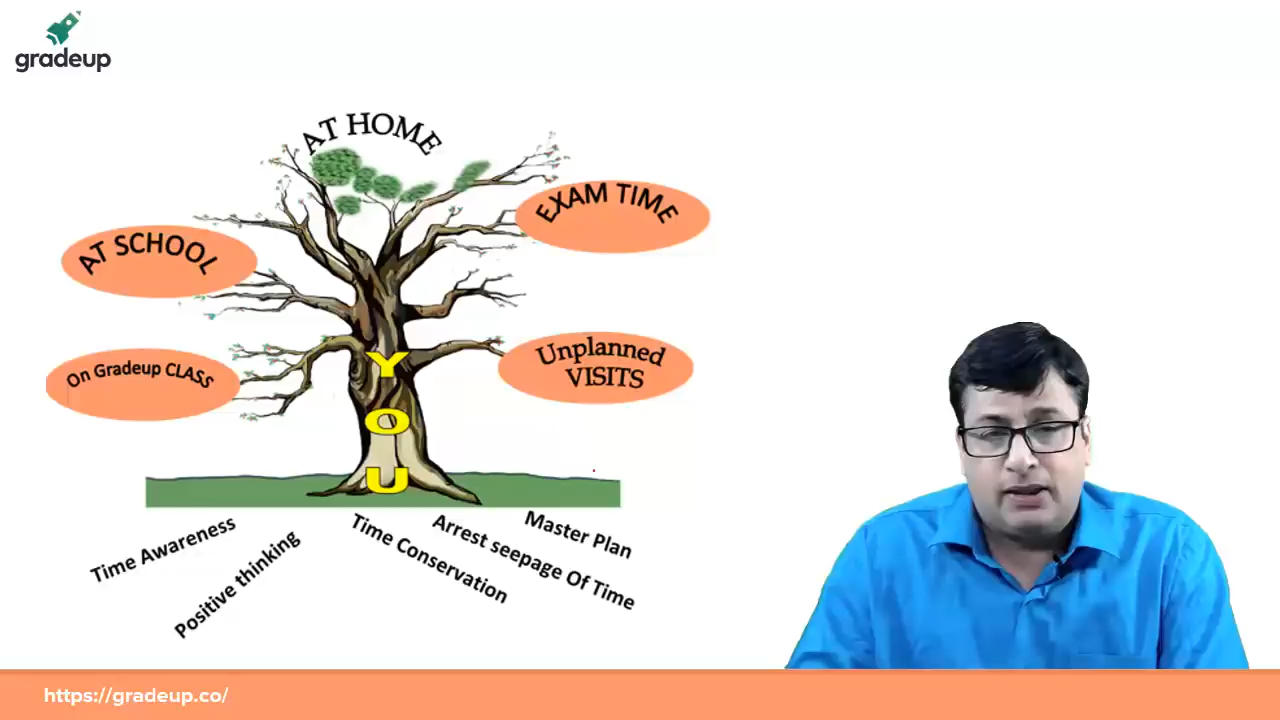 gradeup
AT HOME
EXAM TIME
AT SCHOOL
Unplanned
VISITS
On Gradeup CLASS
Y
O
U
Time Awareness
Positive thinking
Time Conservation
Arrest seepage Of Time
Master Plan
https://gradeup.co/